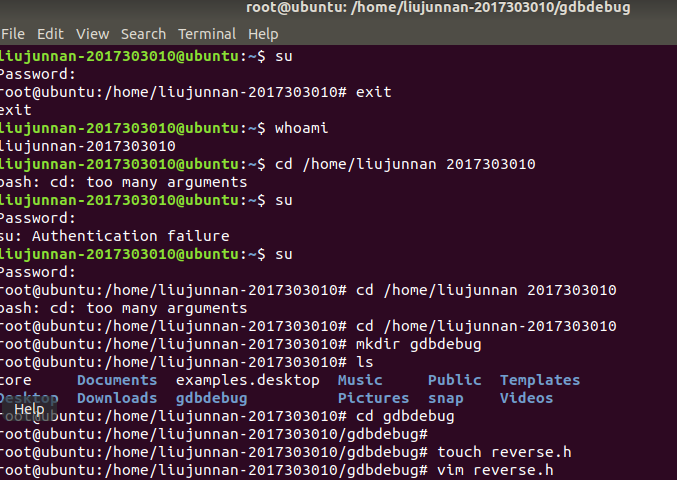 root@ubuntu: /home/liujunnan-2017303010/gdbdebug
File Edit View Search Terminal Help
liujunnan-2017303010@ubuntu:~$ su
Password:
root@ubuntu:/home/liujunnan-2017303010# exit
exit
liujunnan-2017303010@ubuntu:~$ whoami
liujunnan-2017303010
liujunnan-2017303010@ubuntu:~$ cd /home/liujunnan 2017303010
bash: cd: too many arguments
liujunnan-2017303010@ubuntu:~$ su
Password:
su: Authentication failure
liujunnan-2017303010@ubuntu:~$ su
Password:
root@ubuntu:/home/liujunnan-2017303010# cd /home/liujunnan 2017303010
bash: cd: too many arguments
root@ubuntu:/home/liujunnan-2017303010# cd /home/liujunnan-2017303010
root@ubuntu:/home/liujunnan-2017303010# mkdir gdbdebug
root@ubuntu:/home/liujunnan-2017303010# ls
core Documents examples.desktop Music Public Templates
Desktop Downloads gdbdebug Pictures snap Videos
Help
root@ubuntu:/home/liujunnan-2017303010# cd gdbdebug
root@ubuntu:/home/liujunnan-2017303010/gdbdebug#
root@ubuntu:/home/liujunnan-2017303010/gdbdebug# touch reverse.h
root@ubuntu:/home/liujunnan-2017303010/gdbdebug# vim reverse.h